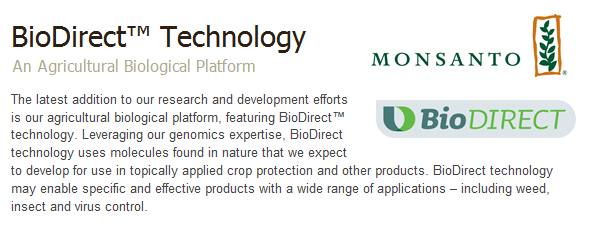 BioDirect™ Technology
An Agricultural Biological Platform
MONSANTO ®
BioDIRECT
The latest addition to our research and development efforts
is our agricultural biological platform, featuring BioDirect™
technology. Leveraging our genomics expertise, BioDirect
technology uses molecules found in nature that we expect
to develop for use in topically applied crop protection and other products. BioDirect technology
may enable specific and effective products with a wide range of applications – including weed,
insect and virus control.